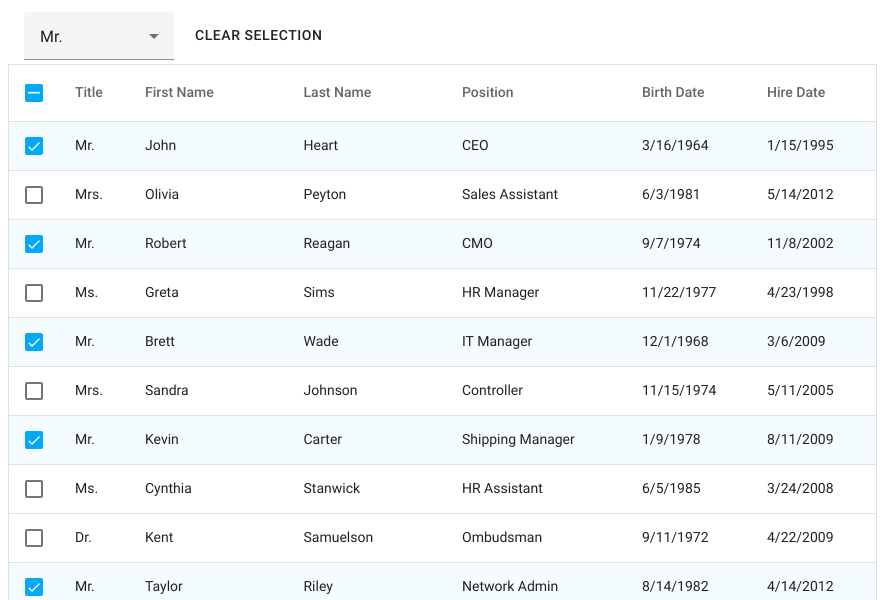 Mr. CLEAR SELECTION
Title First Name Last Name Position Birth Date Hire Date
Mr. John Heart CEO 3/16/1964 1/15/1995
Mrs. Olivia Peyton Sales Assistant 6/3/1981 5/14/2012
Mr. Robert Reagan CMO 9/7/1974 11/8/2002
Ms. Greta Sims HR Manager 11/22/1977 4/23/1998
Mr. Brett Wade IT Manager 12/1/1968 3/6/2009
Mrs. Sandra Johnson Controller 11/15/1974 5/11/2005
Mr. Kevin Carter Shipping Manager 1/9/1978 8/11/2009
Ms. Cynthia Stanwick HR Assistant 6/5/1985 3/24/2008
Dr. Kent Samuelson Ombudsman 9/11/1972 4/22/2009
Mr. Taylor Riley Network Admin 8/14/1982 4/14/2012